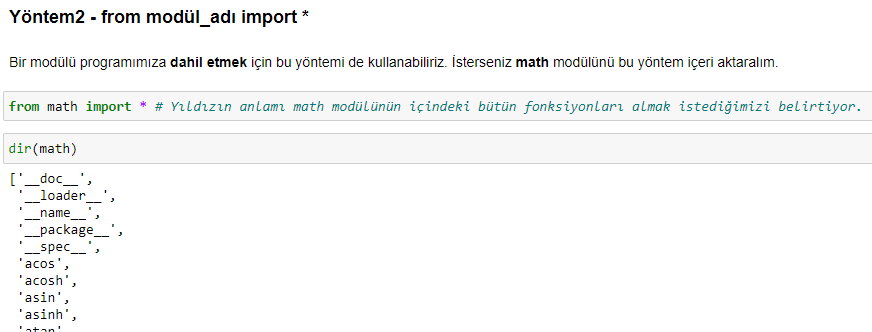 Yöntem2 - from modül_adı import *
Bir modülü programımıza dahil etmek için bu yöntemi de kullanabiliriz. İsterseniz math modülünü bu yöntem içeri aktaralım.
from math import * # Yıldızın anlamı math modülünün içindeki bütün fonksiyonları almak istediğimizi belirtiyor.
dir(math)
['__doc__',
'__loader__',
'__name__',
'__package__',
'__spec__',
'acos',
'acosh',
'asin',
'asinh',
'atan'